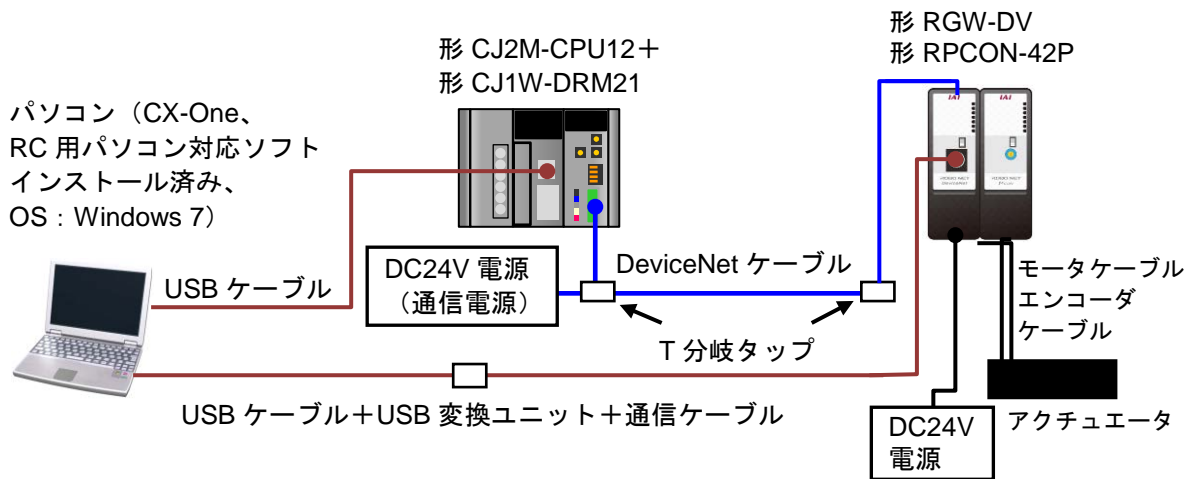 形 RGW-DV
形 RPCON-42P
形 CJ2M-CPU12＋
形 CJ1W-DRM21
パソコン（CX-One、
RC 用パソコン対応ソフト
インストール済み、
OS：Windows 7）
IAI
IAI
DC24V 電源
（通信電源）
DeviceNet ケーブル
USB ケーブル
モータケーブル
エンコーダ
ケーブル
T 分岐タップ
USB ケーブル＋USB 変換ユニット＋通信ケーブル
DC24V
電源
アクチュエータ